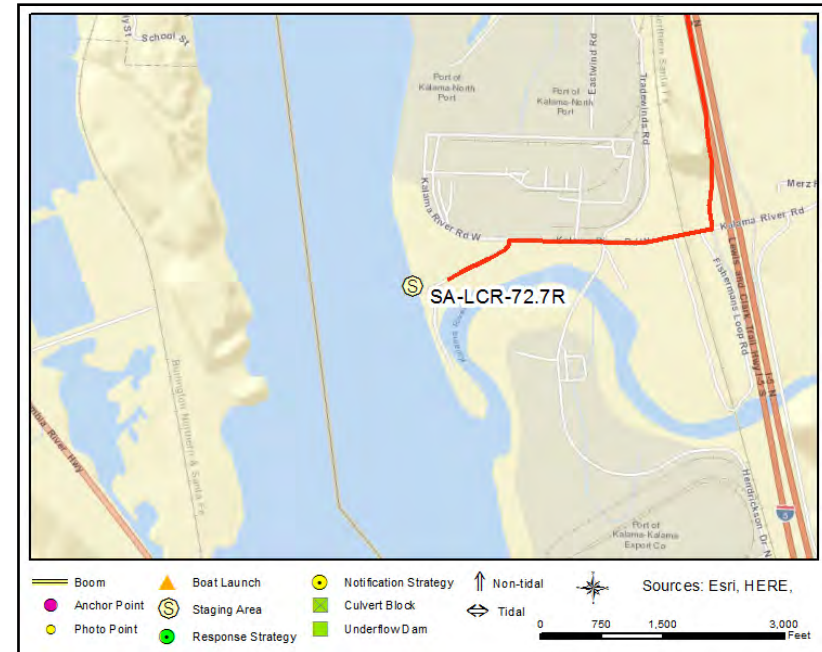 School St
Port of
Kalama-North
Port
Eastwind Rd
Port of
Kalama-North
Port
Tradewinds Rd
N
Merz
Kalama River Rd W
Kalama River Rd
SA-LCR-72.7R
Fishermans Loop Rd
Lewis and Clark Trail Hwy
I-5 S
I-5 N
Burlington Northern & Santa Fe
River Hwy
Hendrickson Dr N
5
Port of
Kalama-Kalama
Export Co
Boom
Boat Launch
Notification Strategy
Non-tidal
Sources: Esri, HERE,
Anchor Point
S Staging Area
Culvert Block
Tidal
Photo Point
Response Strategy
Underflow Dam
0 750 1,500 3,000
Feet